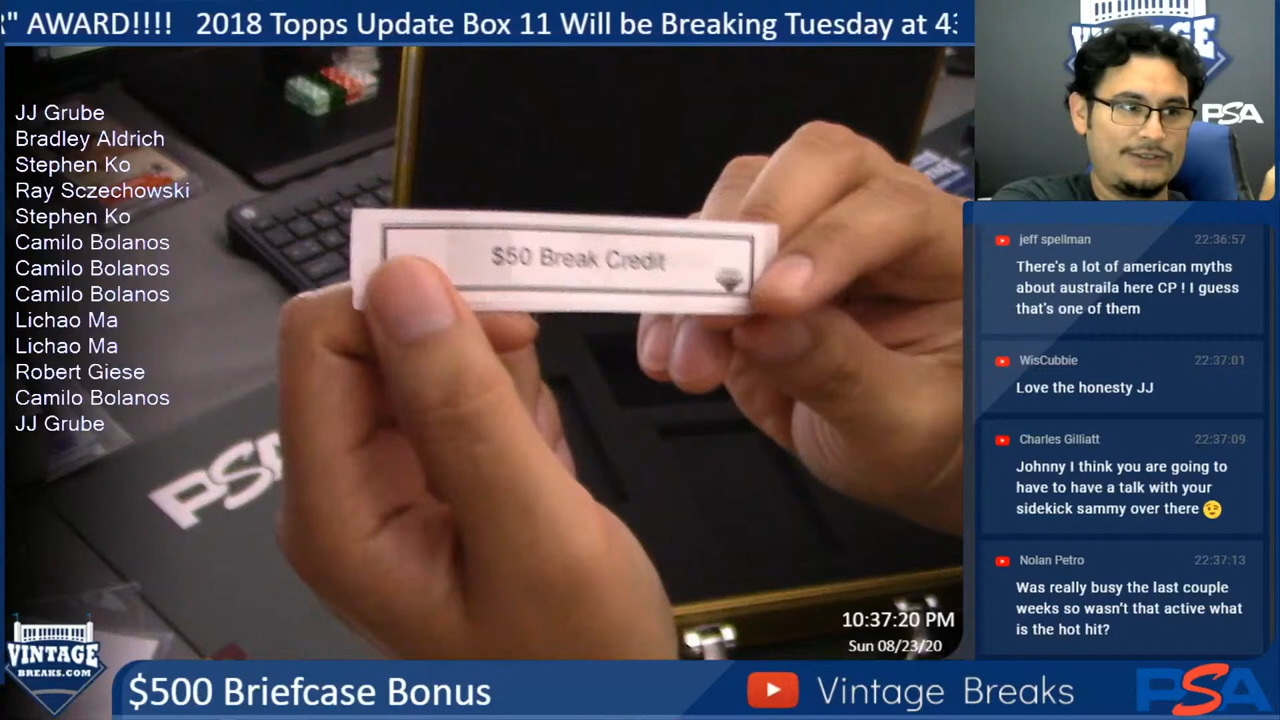 " AWARD!!!! 2018 Topps Update Box 11 Will be Breaking Tuesday at 4
VINTAGE
PSA
JJ Grube
Bradley Aldrich
Stephen Ko
Ray Sczechowski
Stephen Ko
Camilo Bolanos
Camilo Bolanos
Camilo Bolanos
Lichao Ma
Lichao Ma
Robert Giese
Camilo Bolanos
JJ Grube
$50 Break Credit
PSA
jeff spellman 22:36:57
There's a lot of american myths
about austraila here CP ! I guess
that's one of them
WisCubbie 22:37:01
Love the honesty JJ
Charles Gilliatt 22:37:09
Johnny I think you are going to
have to have a talk with your
sidekick sammy over there 😉
Nolan Petro 22:37:13
Was really busy the last couple
weeks so wasn't that active what
is the hot hit?
10:37:20 PM
Sun 08/23/20
VINTAGE
BREAKS.COM
$500 Briefcase Bonus
Vintage Breaks
PSA